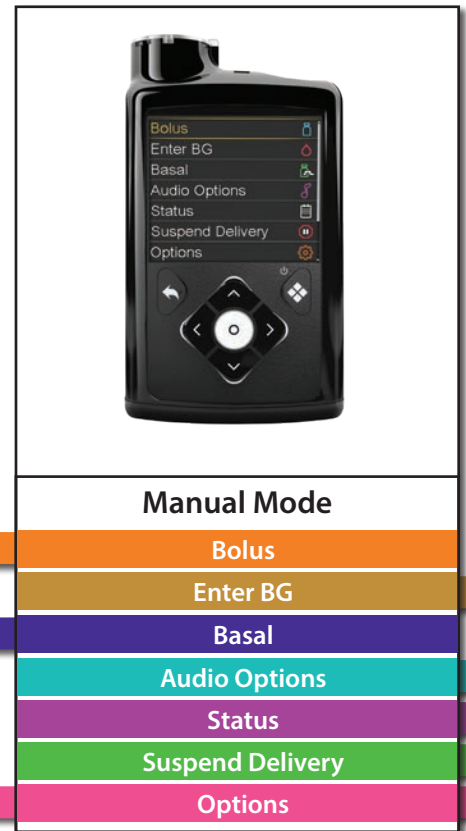 Bolus
Enter BG
Basal
Audio Options
Status
Suspend Delivery
Options
Manual Mode
Bolus
Enter BG
Basal
Audio Options
Status
Suspend Delivery
Options